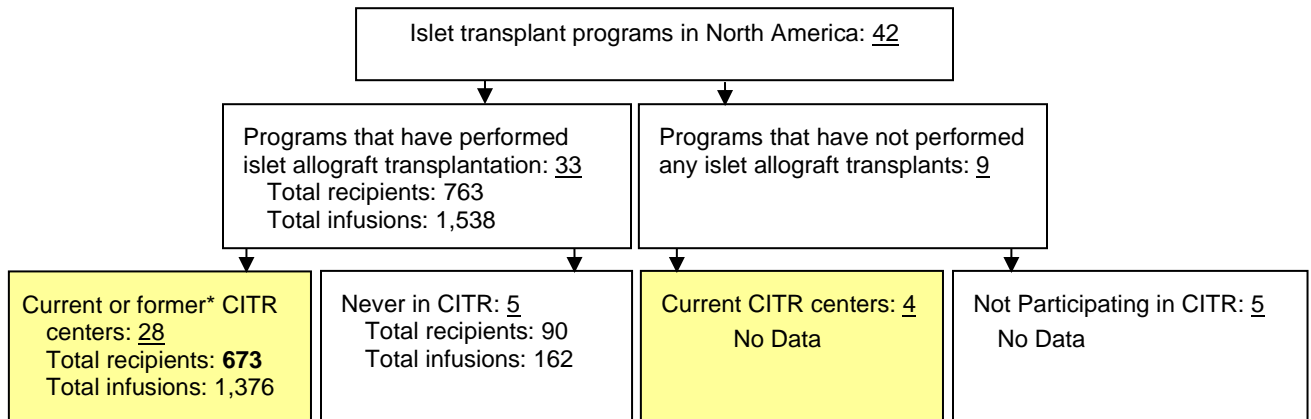 Islet transplant programs in North America: 42
Programs that have performed
islet allograft transplantation: 33
Total recipients: 763
Total infusions: 1,538
Programs that have not performed
any islet allograft transplants: 9
Current or former* CITR
centers: 28
Total recipients: 673
Total infusions: 1,376
Never in CITR: 5
Total recipients: 90
Total infusions: 162
Current CITR centers: 4
No Data
Not Participating in CITR: 5
No Data